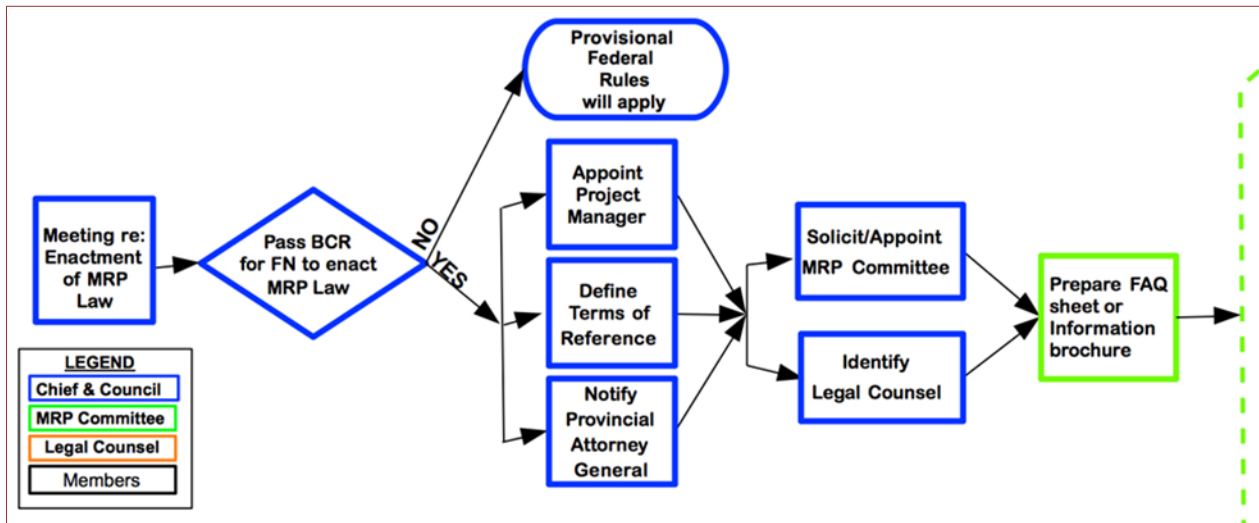 Meeting re:
Enactment
of MRP
Law
Pass BCR
for FN to enact
MRP Law
NO
YES
Provisional
Federal
Rules
will apply
Appoint
Project
Manager
Define
Terms of
Reference
Notify
Provincial
Attorney
General
Solicit/Appoint
MRP Committee
Identify
Legal Counsel
Prepare FAQ
sheet or
Information
brochure
LEGEND
Chief & Council
MRP Committee
Legal Counsel
Members